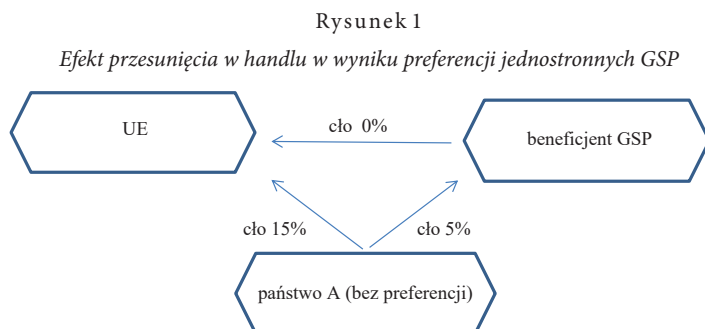 Rysunek 1
Efekt przesunięcia w handlu w wyniku preferencji jednostronnych GSP
UE
cło 0%
beneficjent GSP
cło 15%
cło 5%
państwo A (bez preferencji)